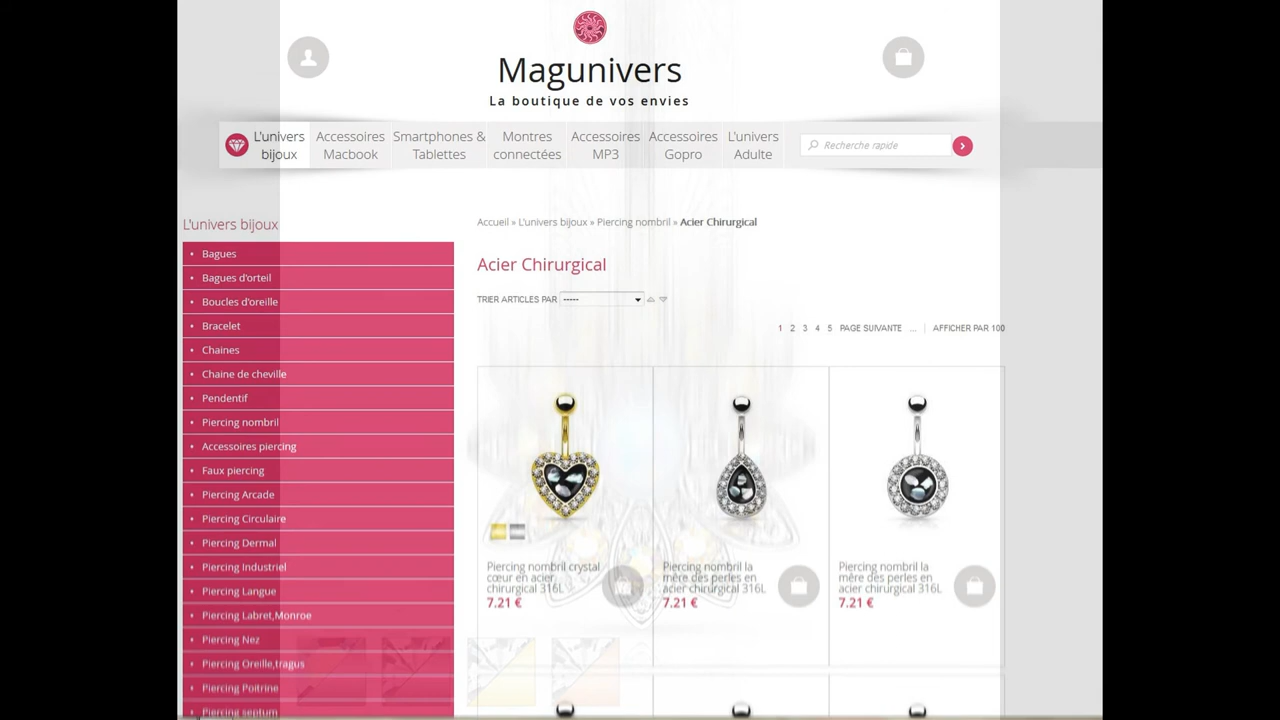 Magunivers
La boutique de vos envies
L'univers
bijoux
Accessoires
Macbook
Smartphones &
Tablettes
Montres
connectées
Accessoires
MP3
Accessoires
Gopro
L'univers
Adulte
Recherche rapide
L'univers bijoux
Bagues
Bagues d'orteil
Boucles d'oreille
Bracelet
Chaines
Chaine de cheville
Pendentif
Piercing nombril
Accessoires piercing
Faux piercing
Piercing Arcade
Piercing Circulaire
Piercing Dermal
Piercing Industriel
Piercing Langue
Piercing Labret,Monroe
Piercing Nez
Piercing Oreille,tragus
Piercing Poitrine
Piercing septum
Accueil » L'univers bijoux » Piercing nombril » Acier Chirurgical
Acier Chirurgical
TRIER ARTICLES PAR -----
1 2 3 4 5 PAGE SUIVANTE ... AFFICHER PAR 100
Piercing nombril crystal
cœur en acier
chirurgical 316L
7.21 €
Piercing nombril la
mère des perles en
acier chirurgical 316L
7.21 €
Piercing nombril la
mère des perles en
acier chirurgical 316L
7.21 €